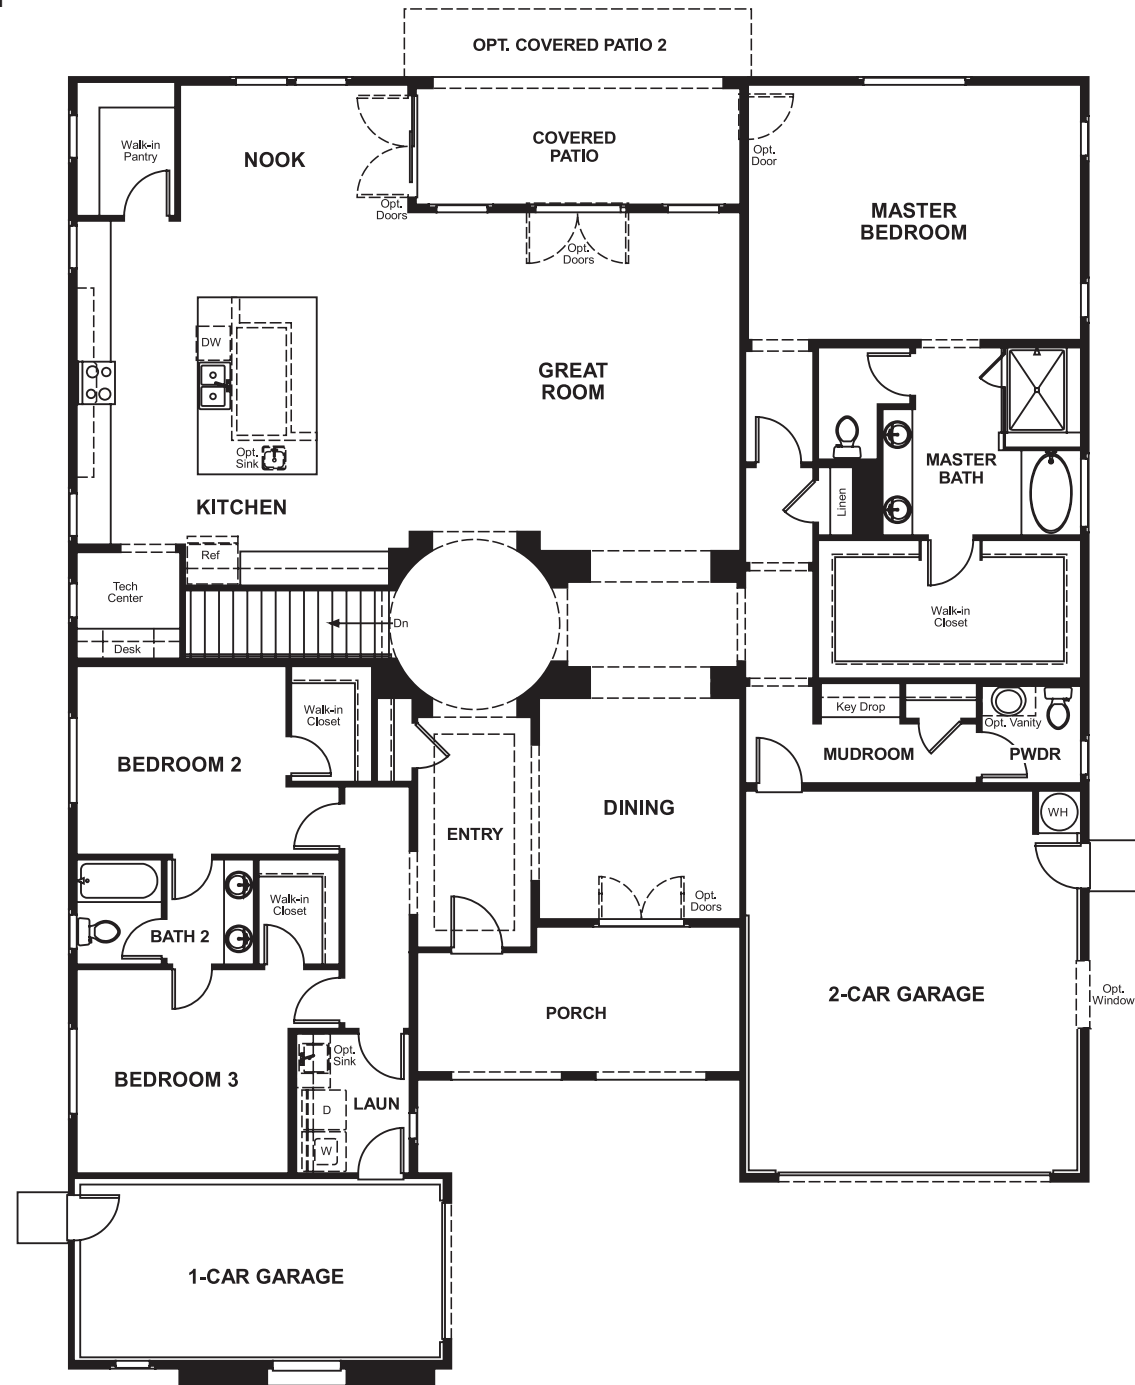 OPT. COVERED PATIO 2
Walk-in
Pantry
NOOK
COVERED
PATIO
Opt.
Door
Opt.
Doors
MASTER
BEDROOM
Opt.
Doors
DW
GREAT
ROOM
Opt.
Sink
KITCHEN
MASTER
BATH
Linen
Ref
Tech
Center
Desk
Dn
Walk-in
Closet
Walk-in
Closet
Key Drop
Opt. Vanity
MUDROOM
PWDR
BEDROOM 2
ENTRY
DINING
WH
Walk-in
Closet
Opt.
Doors
BATH 2
2-CAR GARAGE
Opt.
Window
PORCH
Opt.
Sink
BEDROOM 3
D
LAUN
W
1-CAR GARAGE